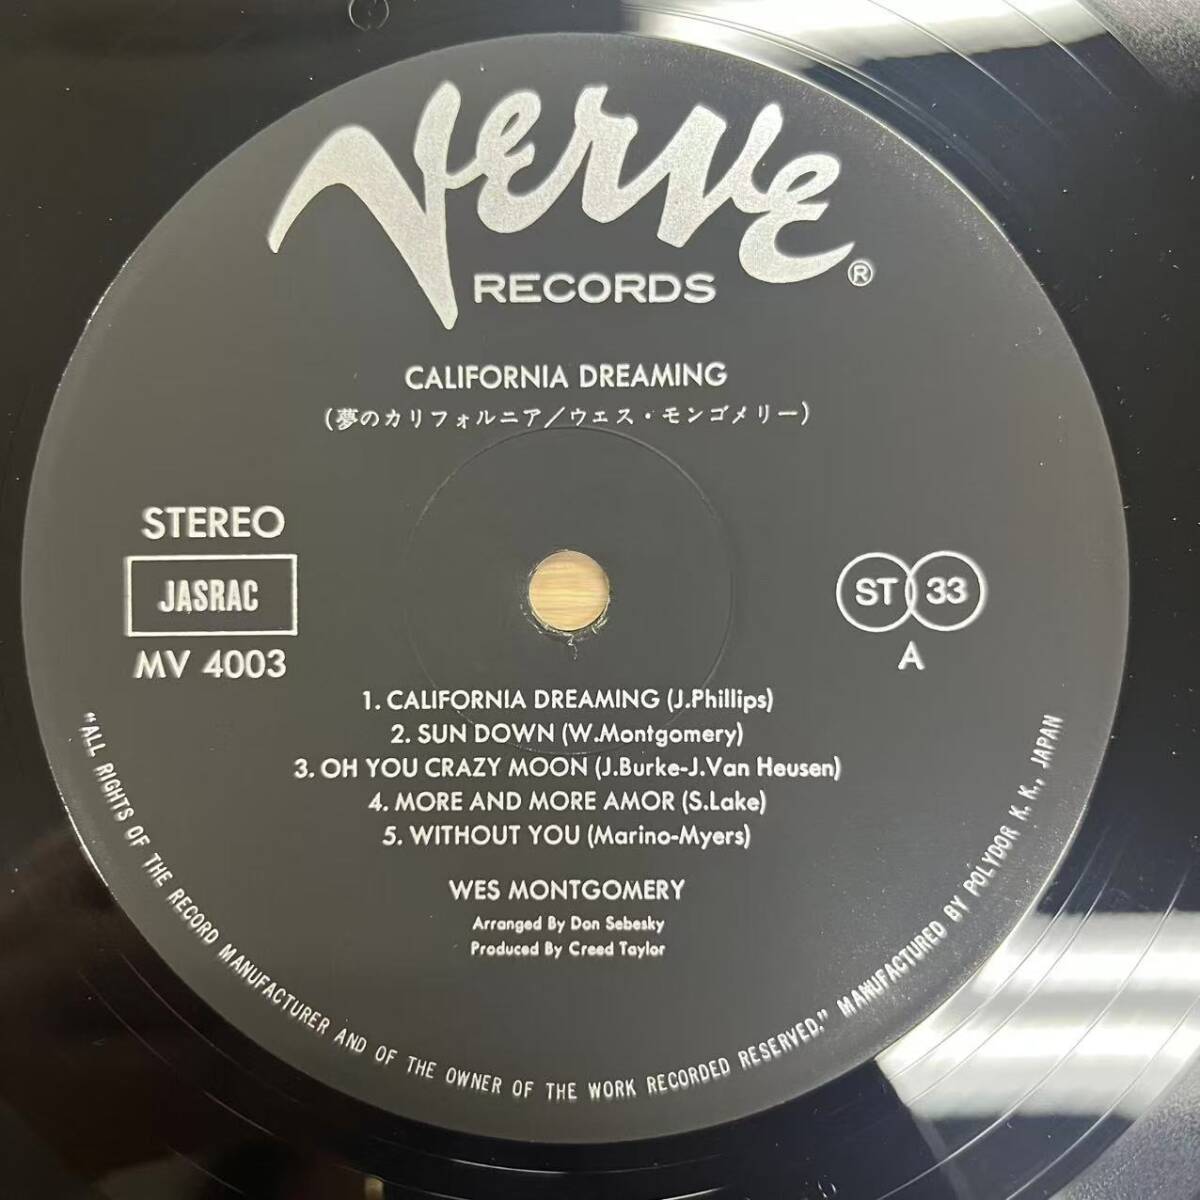 Verve
RECORDS
®
CALIFORNIA DREAMING
(夢のカリフォルニア/ウエス・モンゴメリー)
STEREO
JASRAC
MV 4003
ST 33
A
1. CALIFORNIA DREAMING (J.Phillips)
2. SUN DOWN (W.Montgomery)
3. OH YOU CRAZY MOON (J.Burke-J.Van Heusen)
4. MORE AND MORE AMOR (S.Lake)
5. WITHOUT YOU (Marino-Myers)
WES MONTGOMERY
Arranged By Don Sebesky
Produced By Creed Taylor
"ALL RIGHTS OF THE RECORD MANUFACTURER AND OF THE OWNER OF THE WORK RECORDED RESERVED." MANUFACTURED BY POLYDOR K. K., JAPAN